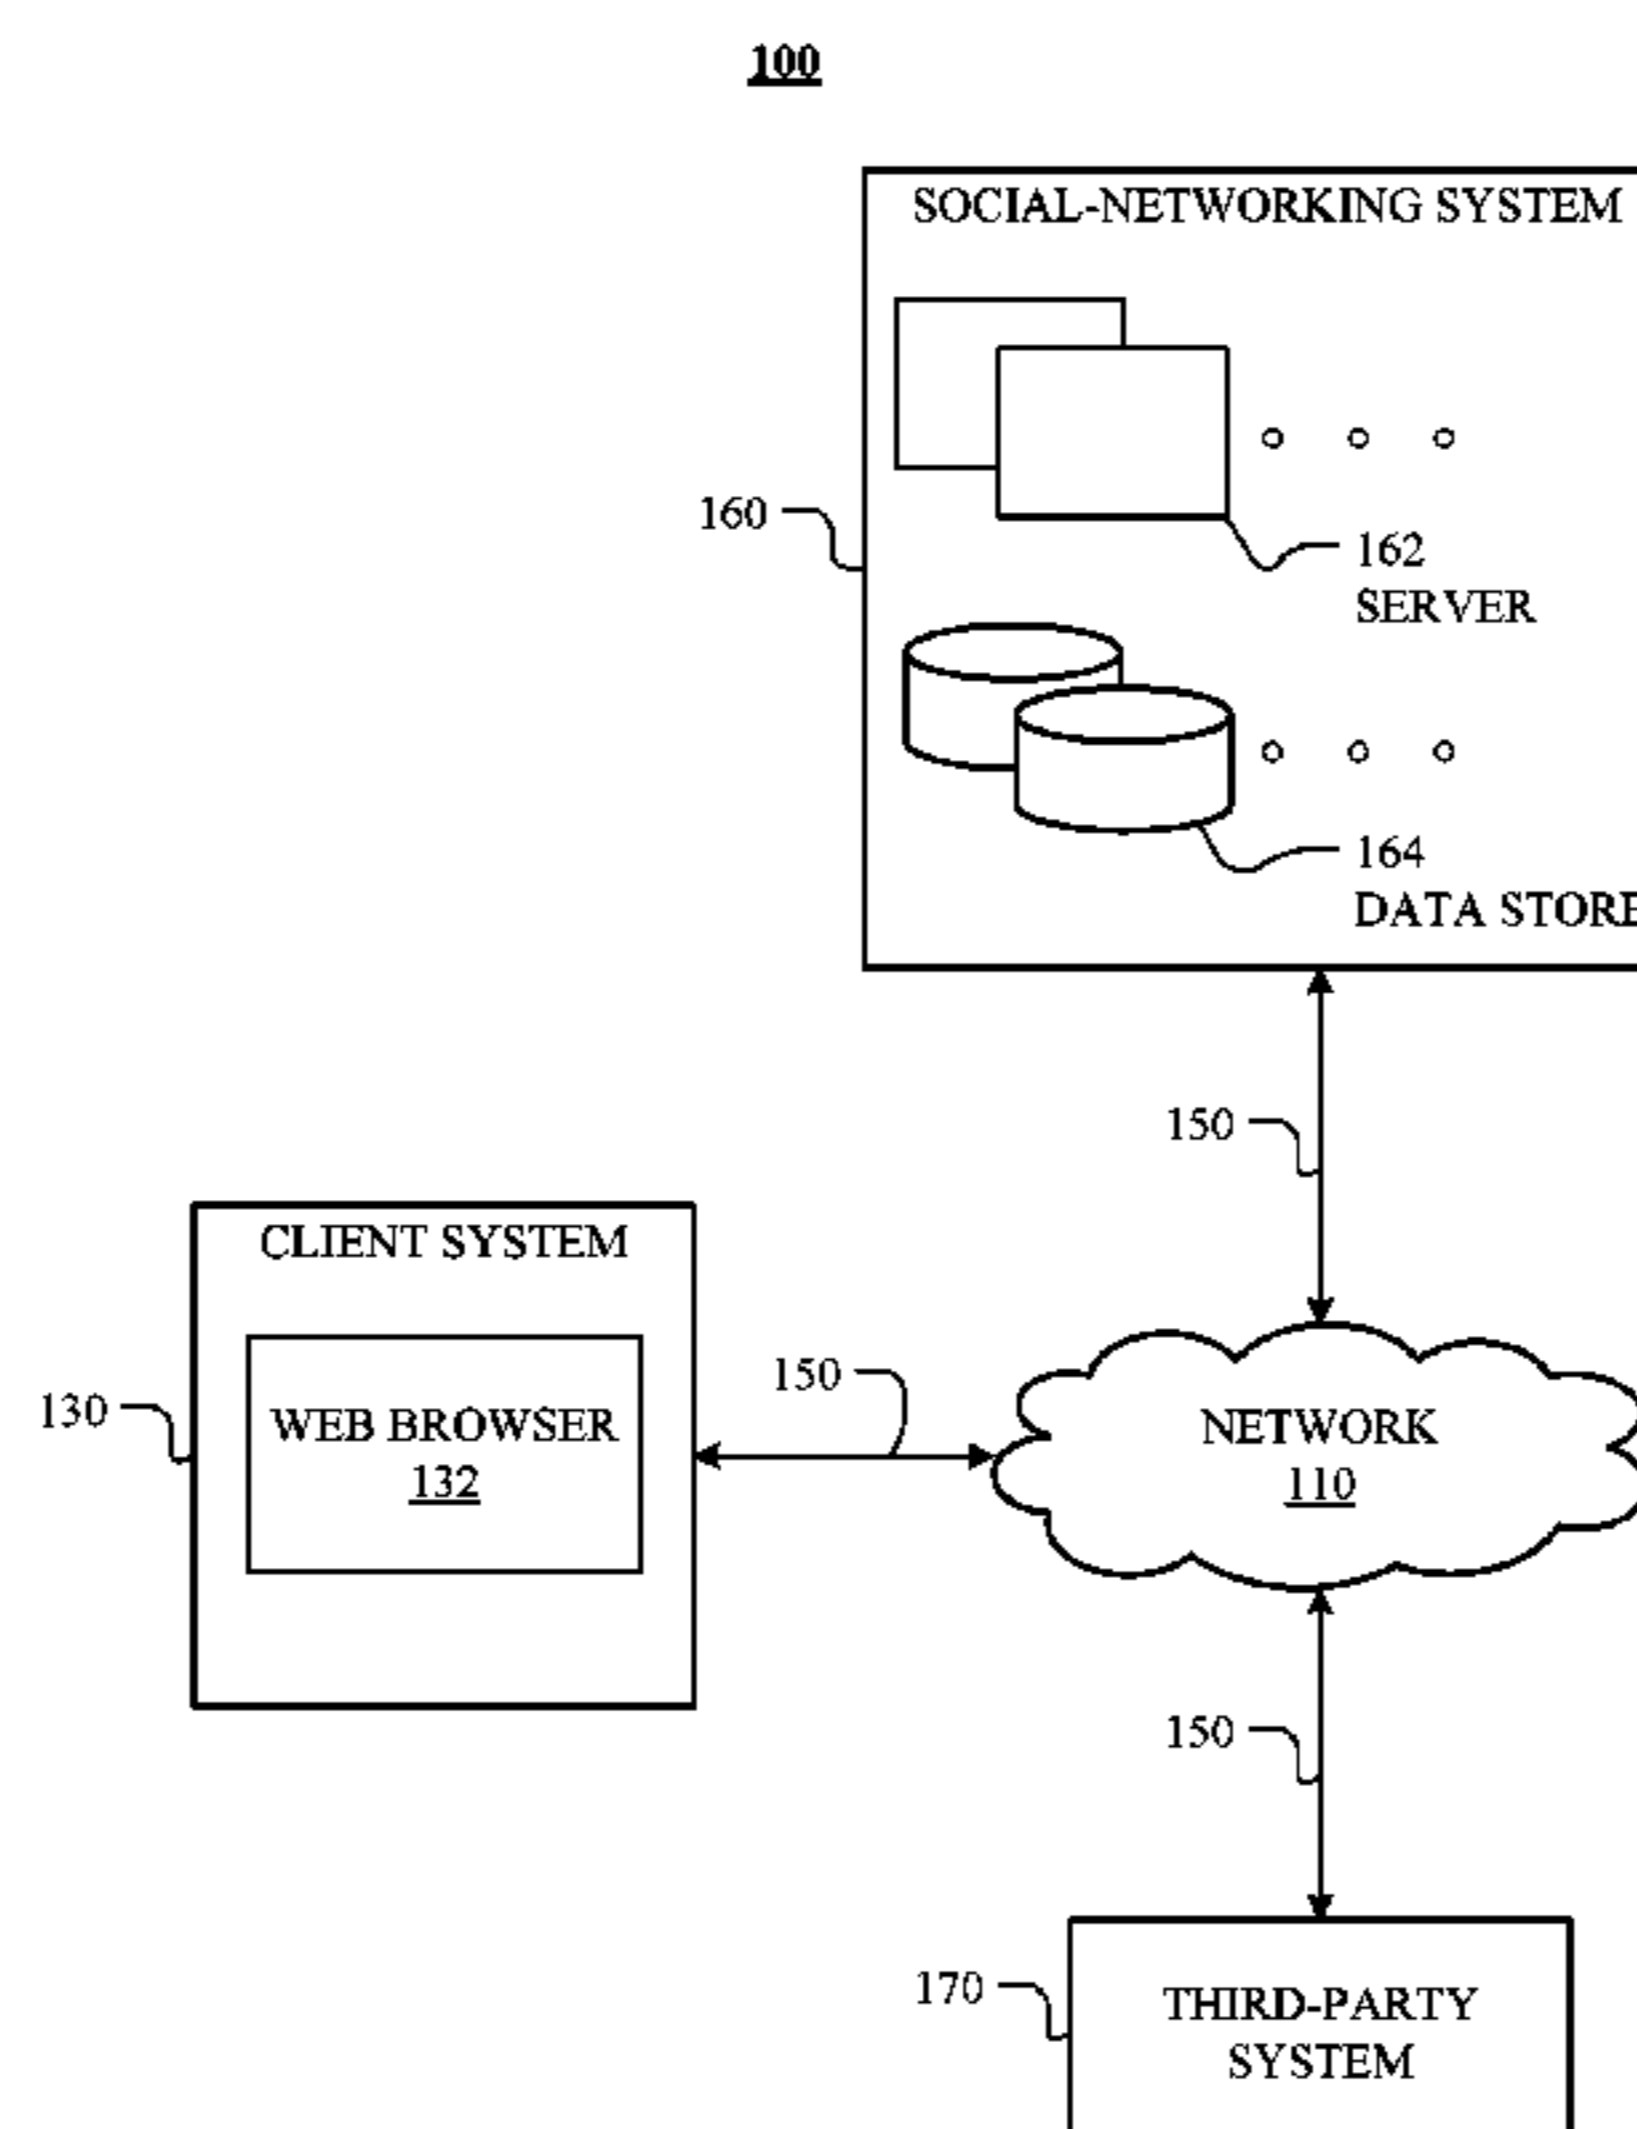 100
SOCIAL-NETWORKING SYSTEM
160
162
SERVER
164
DATA STORE
150
CLIENT SYSTEM
150
130
WEB BROWSER
132
NETWORK
110
150
170
THIRD-PARTY
SYSTEM